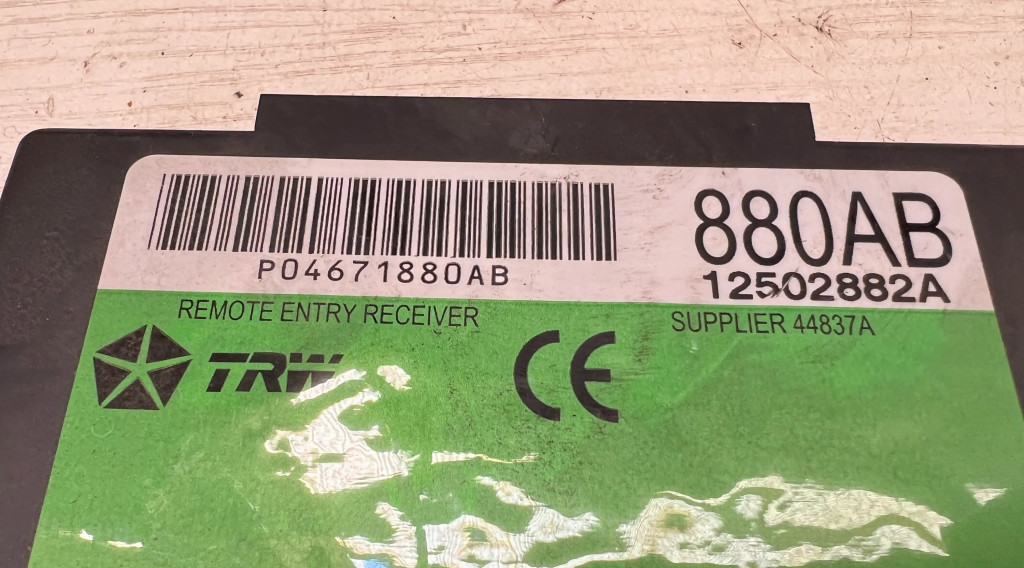 P04671880AB
880AB
12502882A
REMOTE ENTRY RECEIVER
SUPPLIER 44837A
TRW
CE